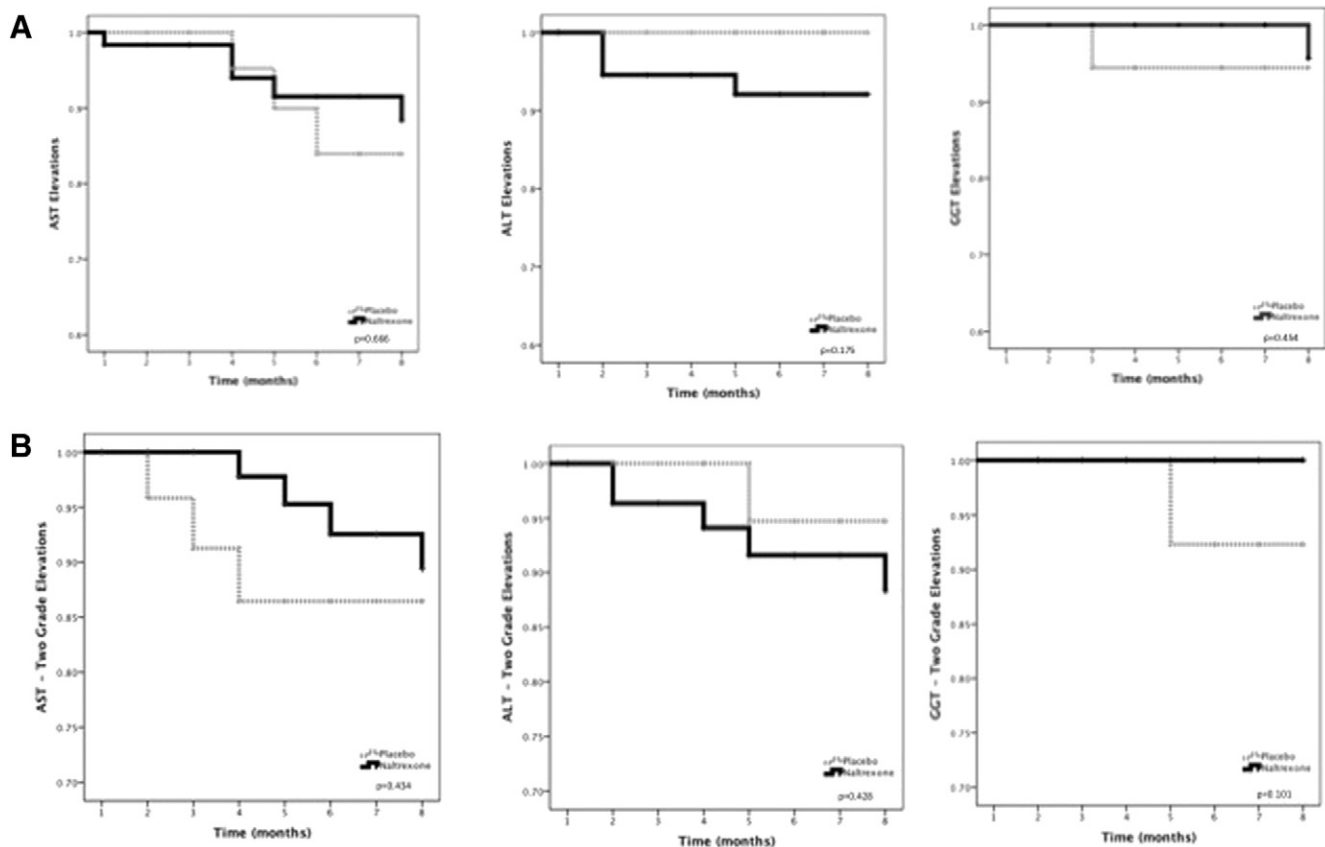 A
AST Elevations
1.0
0.9
0.8
0.7
0.6
Placebo
Naltrexone
1 2 3 4 5 6 7 8
Time (months)
ALT Elevations
1.0
0.9
0.8
0.7
0.6
Placebo
Naltrexone
p=0.175
1 2 3 4 5 6 7 8
Time (months)
GGT Elevations
1.0
0.9
0.8
0.7
0.6
Placebo
Naltrexone
1 2 3 4 5 6 7 8
Time (months)
B
AST - Two Grade Elevations
1.00
0.95
0.90
0.85
0.80
0.75
0.70
Placebo
Naltrexone
1 2 3 4 5 6 7 8
Time (months)
ALT - Two Grade Elevations
1.00
0.95
0.90
0.85
0.80
0.75
0.70
Placebo
Naltrexone
p=0.428
1 2 3 4 5 6 7 8
Time (months)
GGT - Two Grade Elevations
1.00
0.95
0.90
0.85
0.80
0.75
0.70
Placebo
Naltrexone
p=0.101
1 2 3 4 5 6 7 8
Time (months)